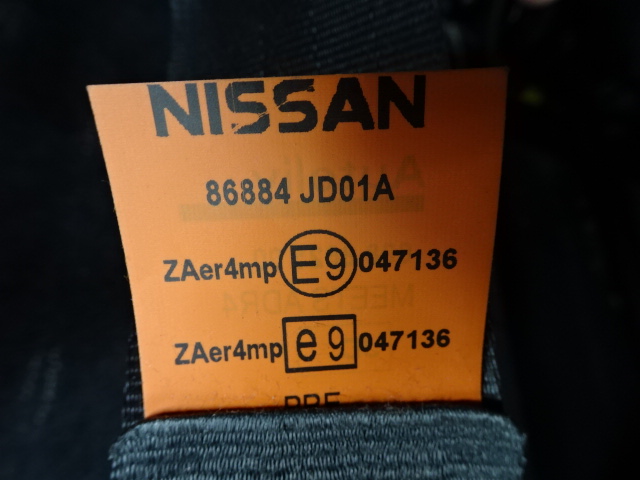 NISSAN
86884 JD01A
ZAer4mp E9 047136
ZAer4mp e9 047136